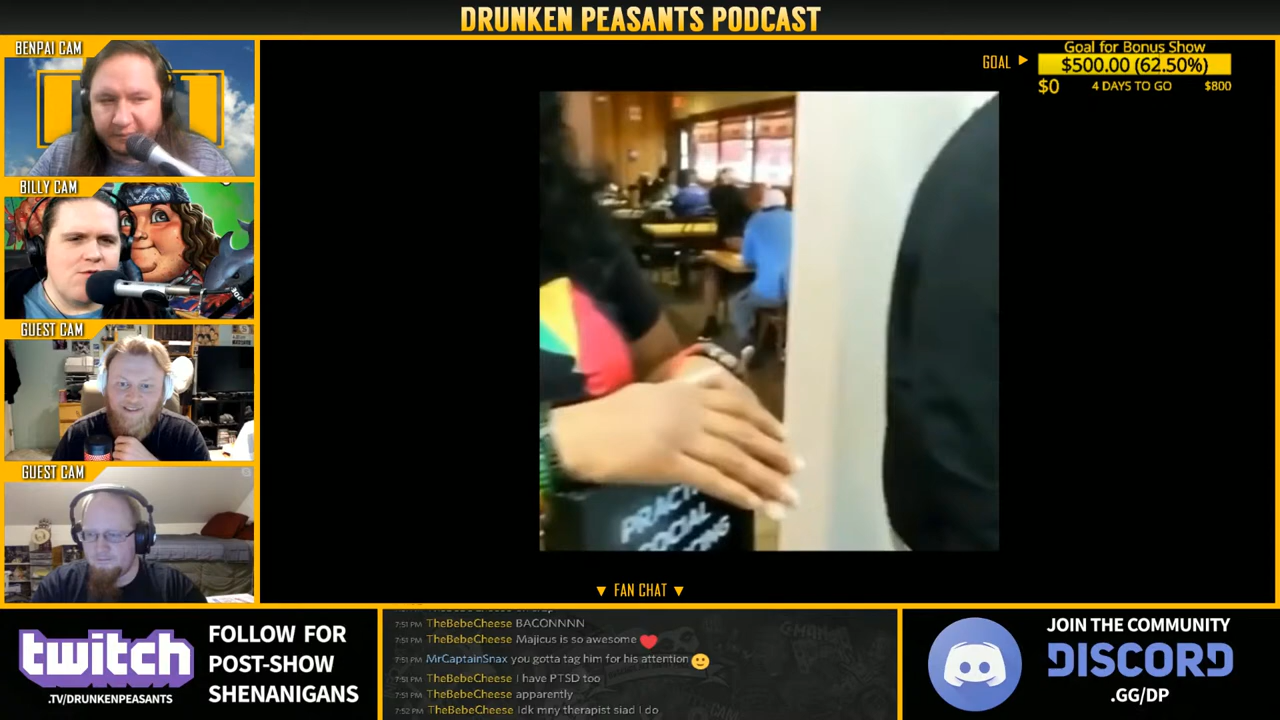 DRUNKEN PEASANTS PODCAST
BENPAI CAM
BILLY CAM
GUEST CAM
GUEST CAM
GOAL ►
Goal for Bonus Show
$500.00 (62.50%)
$0 4 DAYS TO GO $800
SOCIAL
▼ FAN CHAT ▼
twitch
.TV/DRUNKENPEASANTS
FOLLOW FOR
POST-SHOW
SHENANIGANS
TheBebeCheese BACONNNN
7:51 PM TheBebeCheese Majicus is so awesome ❤️
7:51 PM MrCaptainSnax you gotta tag him for his attention 🙂
7:51 PM TheBebeCheese I have PTSD too
7:51 PM TheBebeCheese apparently
7:52 PM TheBebeCheese Idk mny therapist siad I do
JOIN THE COMMUNITY
DISCORD
.GG/DP